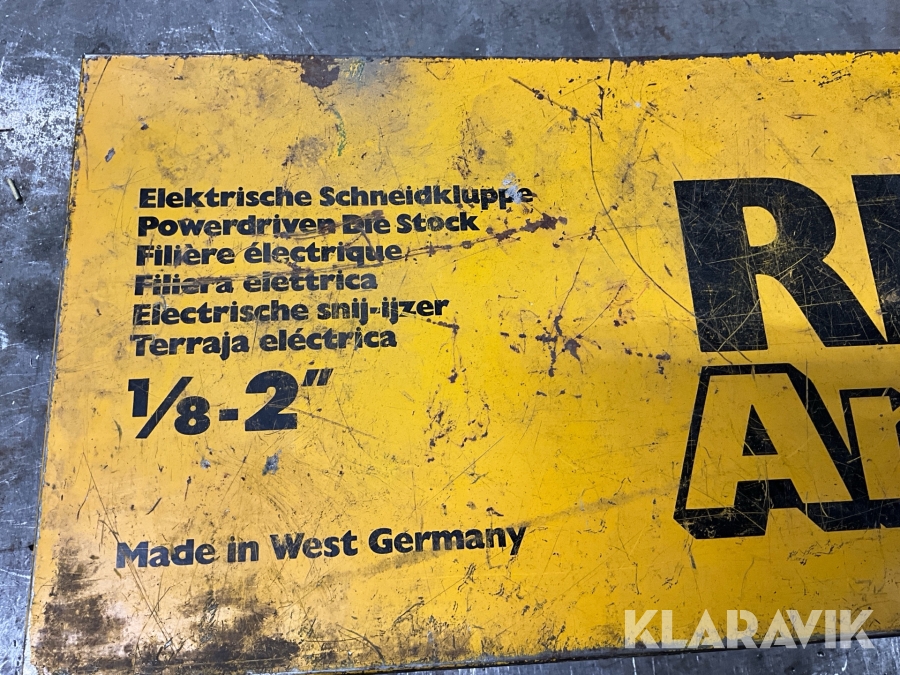 Elektrische Schneidkluppe
Powerdriven Die Stock
Filière électrique
Filiera elettrica
Electrische snij-ijzer
Terraja eléctrica
1/8-2"
Made in West Germany
R
A
KLARAVIK